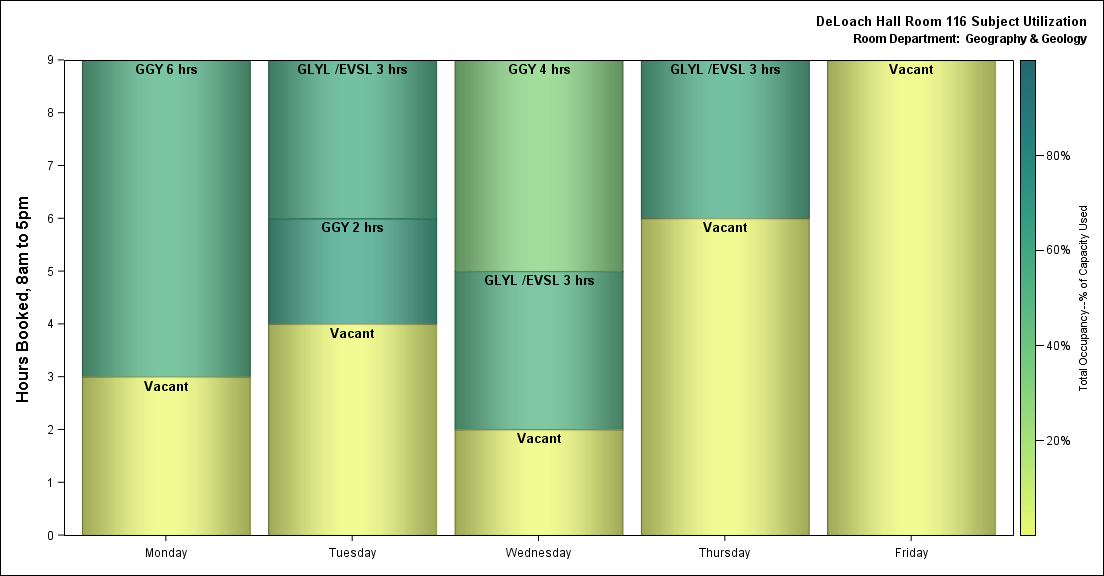 DeLoach Hall Room 116 Subject Utilization
Room Department: Geography & Geology
Hours Booked, 8am to 5pm
9
8
7
6
5
4
3
2
1
0
GGY 6 hrs
Vacant
GLYL /EVSL 3 hrs
GGY 2 hrs
Vacant
GGY 4 hrs
GLYL /EVSL 3 hrs
Vacant
GLYL /EVSL 3 hrs
Vacant
Vacant
Monday
Tuesday
Wednesday
Thursday
Friday
80%
60%
40%
20%
Total Occupancy--% of Capacity Used